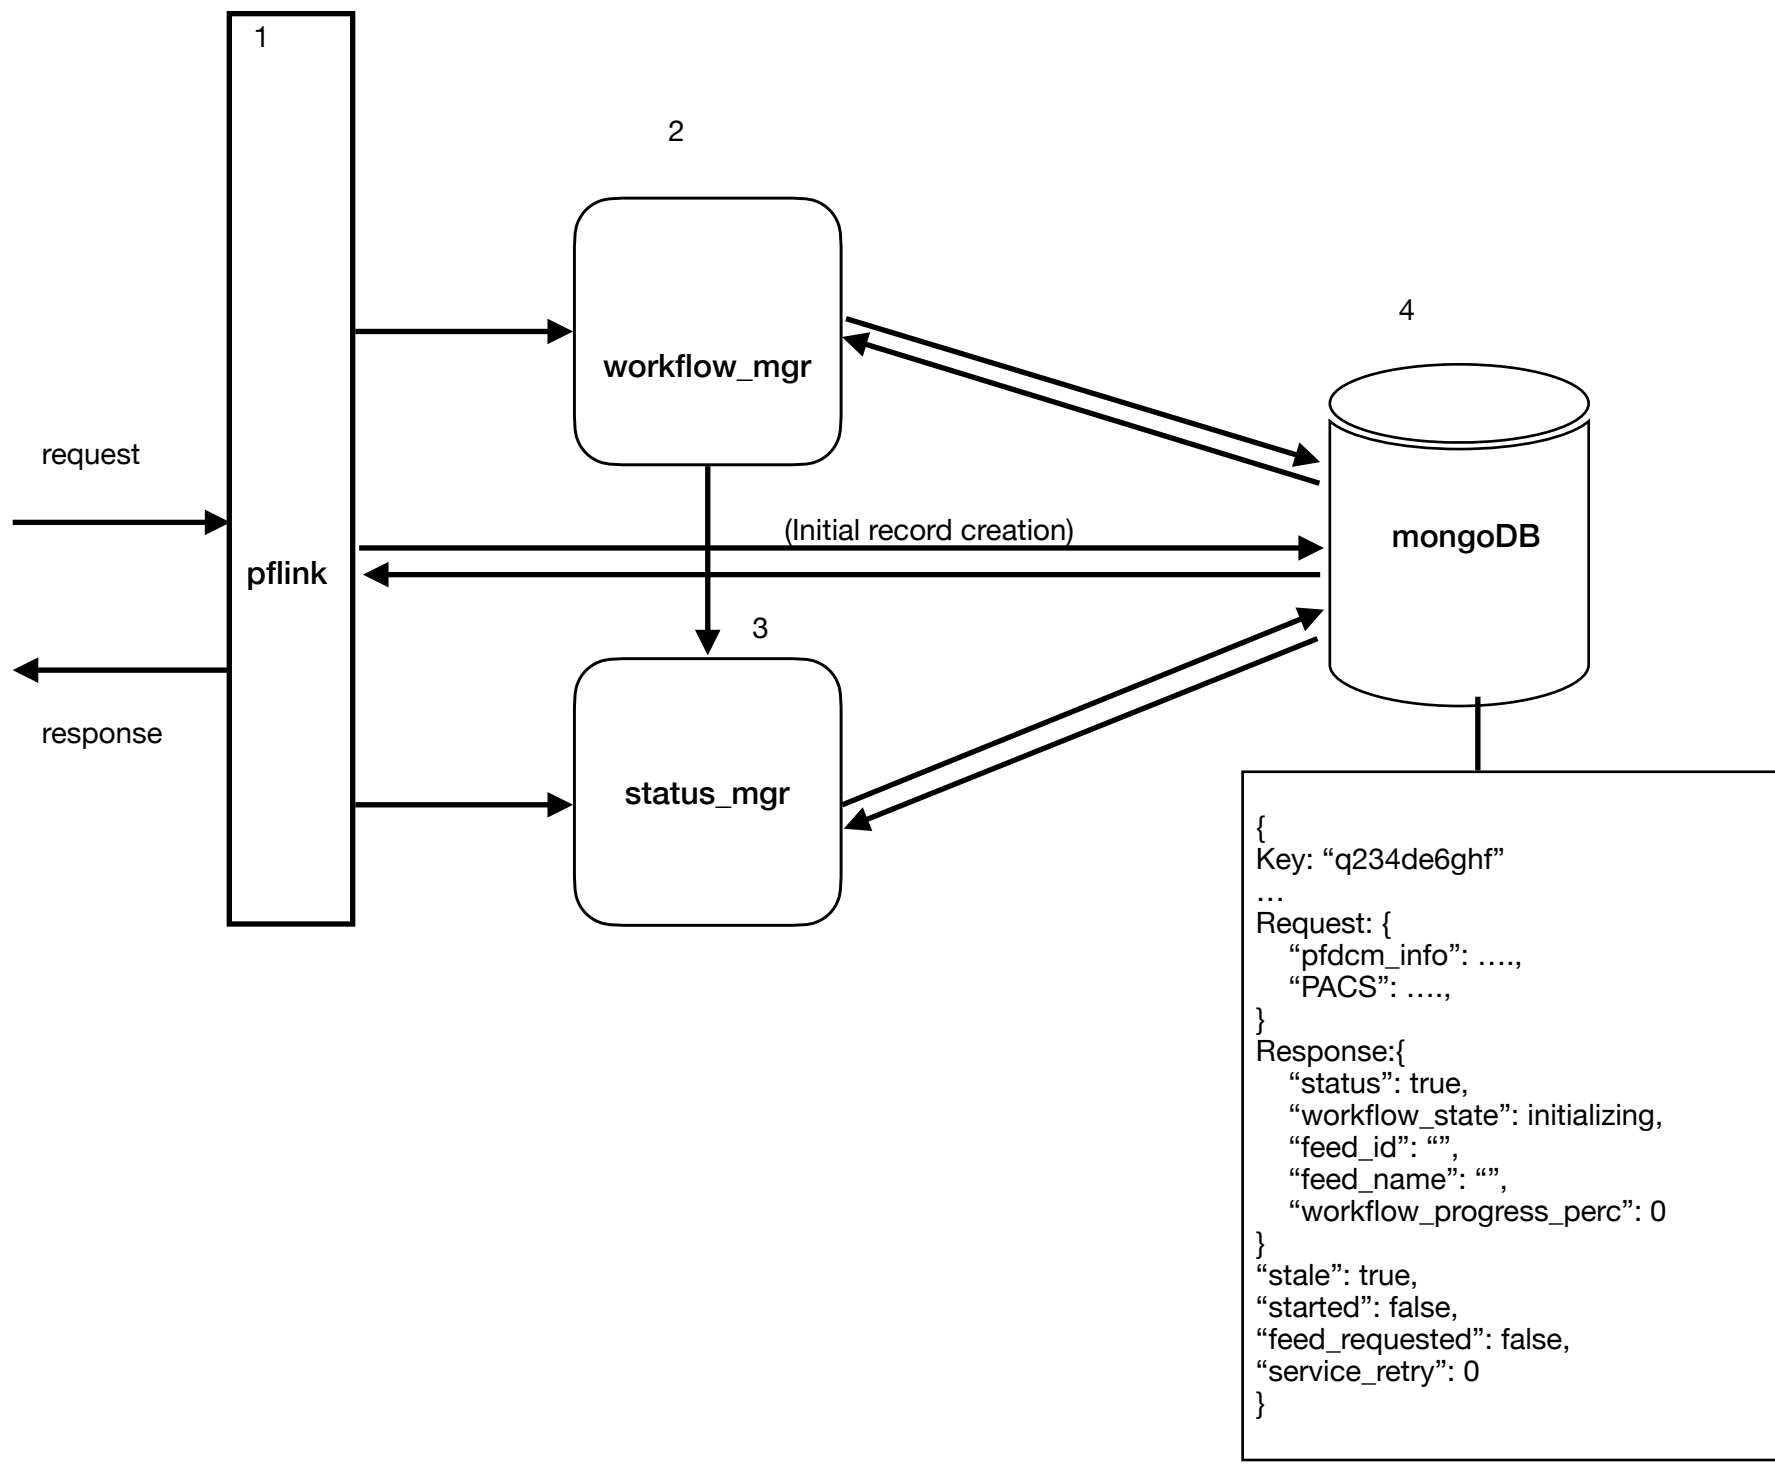 1
2
workflow_mgr
4
request
(Initial record creation)
mongoDB
pflink
3
response
status_mgr
{
Key: “q234de6ghf”
…
Request: {
“pfdcm_info”: ….,
“PACS”: ….,
}
Response:{
“status”: true,
“workflow_state”: initializing,
“feed_id”: “”,
“feed_name”: “”,
“workflow_progress_perc”: 0
}
“stale”: true,
“started”: false,
“feed_requested”: false,
“service_retry”: 0
}